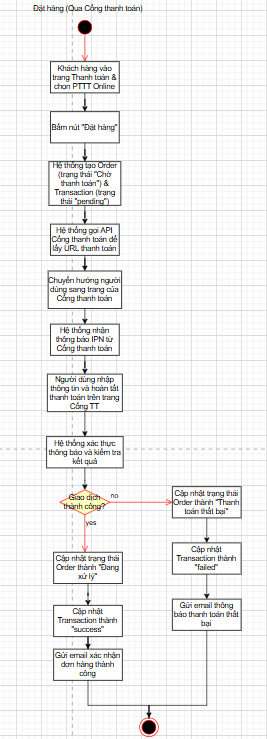 Đặt hàng (Qua Cổng thanh toán)
Khách hàng vào
trang Thanh toán &
chọn PTTT Online
Bấm nút "Đặt hàng"
Hệ thống tạo Order
(trạng thái "Chờ
thanh toán") &
Transaction (trạng
thái "pending")
Hệ thống gọi API
Cổng thanh toán để
lấy URL thanh toán
Chuyển hướng người
dùng sang trang của
Cổng thanh toán
Hệ thống nhận
thông báo IPN từ
Cổng thanh toán
Người dùng nhập
thông tin và hoàn tất
thanh toán trên trang
Cổng TT
Hệ thống xác thực
thông báo và kiểm tra
kết quả
Giao dịch
thành công?
no
yes
Cập nhật trạng thái
Order thành "Thanh
toán thất bại"
Cập nhật
Transaction thành
"failed"
Gửi email thông
báo thanh toán thất
bại
Cập nhật trạng thái
Order thành "Đang
xử lý"
Cập nhật
Transaction thành
"success"
Gửi email xác nhận
đơn hàng thành
công